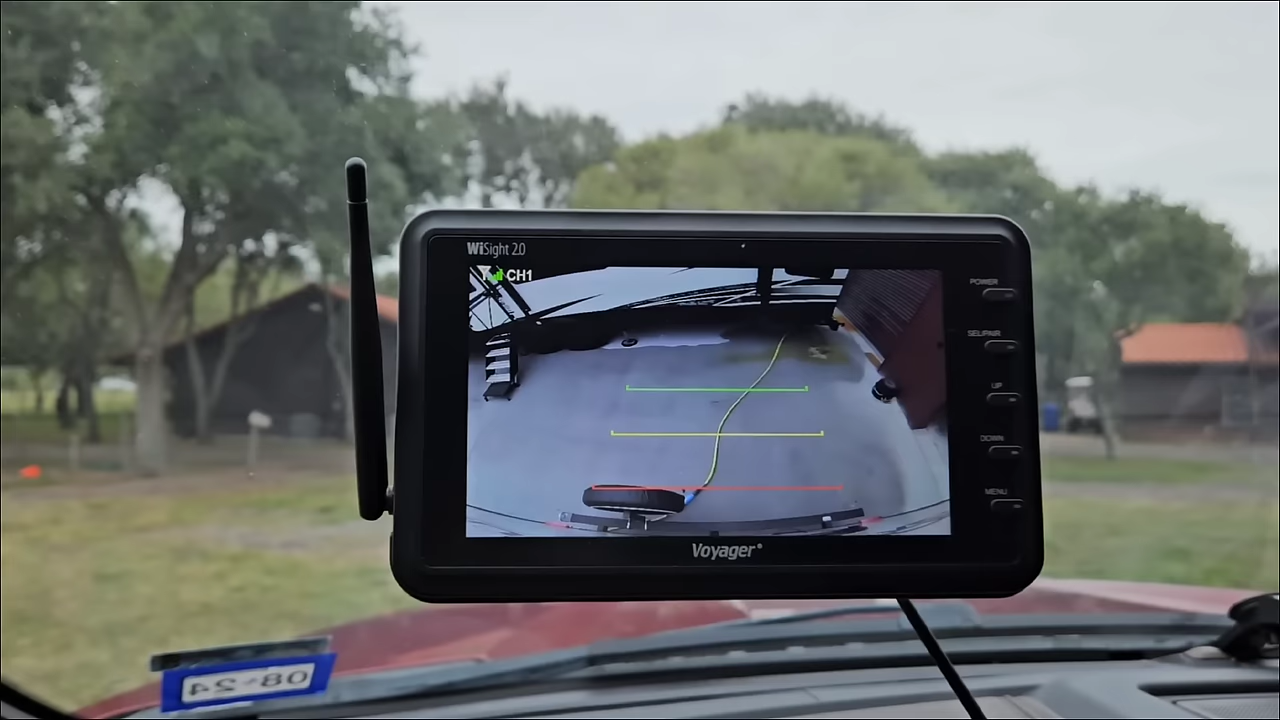 WiSight 2.0
CH1
POWER
SEL/PAIR
UP
DOWN
MENU
Voyager®
08-24